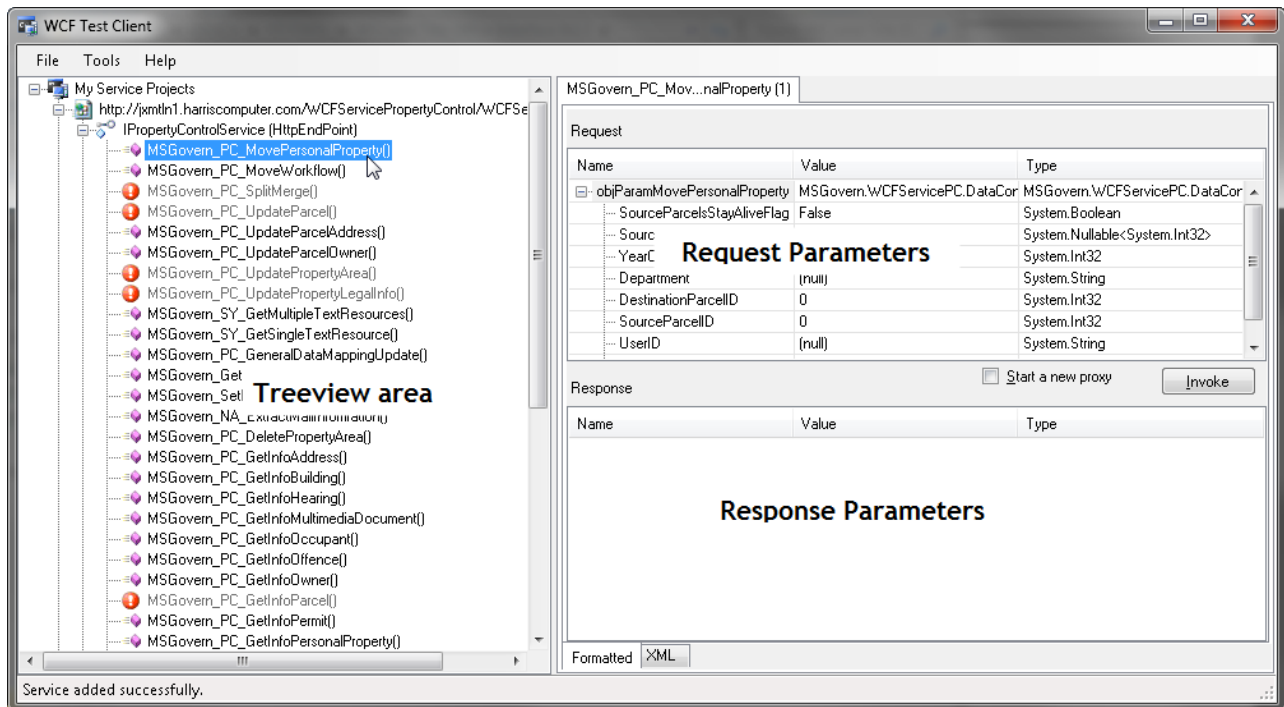 WCF Test Client
File Tools Help
My Service Projects
http://jxmtln1.harriscomputer.com/WCFServicePropertyControl/WCFSe
IPropertyControlService (HttpEndPoint)
MSGovern_PC_MovePersonalProperty()
MSGovern_PC_MoveWorkflow()
MSGovern_PC_SplitMerge()
MSGovern_PC_UpdateParcel()
MSGovern_PC_UpdateParcelAddress()
MSGovern_PC_UpdateParcelOwner()
MSGovern_PC_UpdatePropertyArea()
MSGovern_PC_UpdatePropertyLegalInfo()
MSGovern_SY_GetMultipleTextResources()
MSGovern_SY_GetSingleTextResource()
MSGovern_PC_GeneralDataMappingUpdate()
MSGovern_Get
MSGovern_Set
Treeview area
MSGovern_NA_ExtractMailInformation()
MSGovern_PC_DeletePropertyArea()
MSGovern_PC_GetInfoAddress()
MSGovern_PC_GetInfoBuilding()
MSGovern_PC_GetInfoHearing()
MSGovern_PC_GetInfoMultimediaDocument()
MSGovern_PC_GetInfoOccupant()
MSGovern_PC_GetInfoOffence()
MSGovern_PC_GetInfoOwner()
MSGovern_PC_GetInfoParcel()
MSGovern_PC_GetInfoPermit()
MSGovern_PC_GetInfoPersonalProperty()
MSGovern_PC_Mov...nalProperty (1)
Request
Name Value Type
objParamMovePersonalProperty MSGovern.WCFServicePC.DataCor MSGovern.WCFServicePC.DataCor
SourceParcelsStayAliveFlag False System.Boolean
Sourc System.Nullable<System.Int32>
Request Parameters
Year System.Int32
Department (null) System.String
DestinationParcelID 0 System.Int32
SourceParcelID 0 System.Int32
UserID (null) System.String
Response
Start a new proxy
Invoke
Name Value Type
Response Parameters
Formatted XML
Service added successfully.